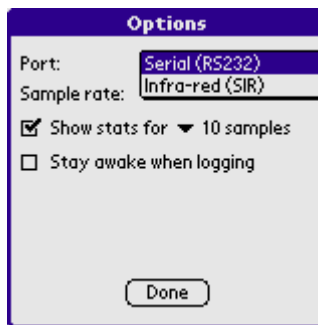 Options
Port: Serial (RS232)
Infra-red (SIR)
Sample rate:
Show stats for 10 samples
Stay awake when logging
Done